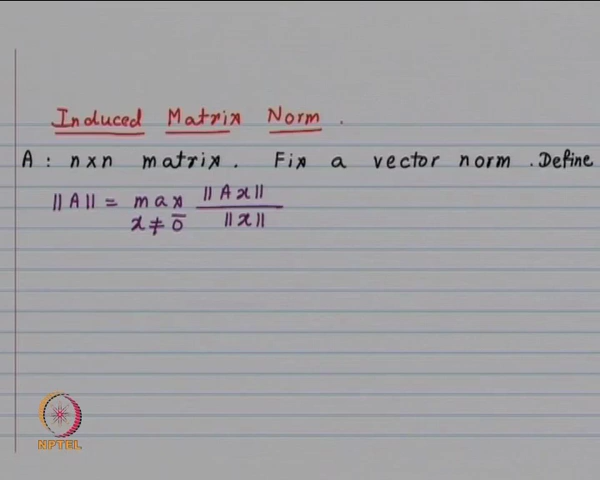 Induced Matrix Norm.
A : n×n matrix. Fix a vector norm. Define
||A|| = max ||Ax||
x ≠ 0̄ ||x||
NPTEL